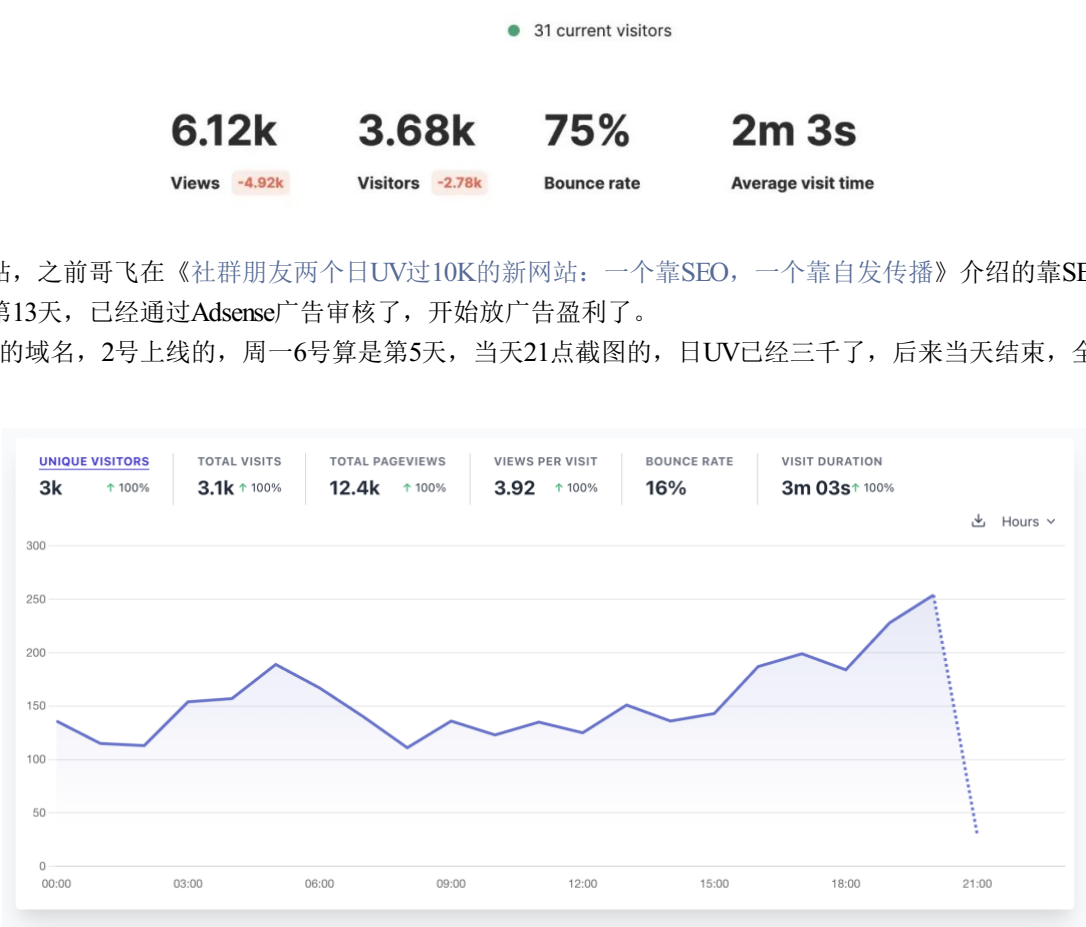 31 current visitors
6.12k 3.68k 75% 2m 3s
Views -4.92k Visitors -2.78k Bounce rate Average visit time
站，之前哥飞在《社群朋友两个日UV过10K的新网站：一个靠SEO，一个靠自发传播》介绍的靠SE
第13天，已经通过Adsense广告审核了，开始放广告盈利了。
的域名，2号上线的，周一6号算是第5天，当天21点截图的，日UV已经三千了，后来当天结束，全
UNIQUE VISITORS TOTAL VISITS TOTAL PAGEVIEWS VIEWS PER VISIT BOUNCE RATE VISIT DURATION
3k ↑ 100% 3.1k ↑ 100% 12.4k ↑ 100% 3.92 ↑ 100% 16% 3m 03s ↑ 100%
Hours
300
250
200
150
100
50
0
00:00 03:00 06:00 09:00 12:00 15:00 18:00 21:00